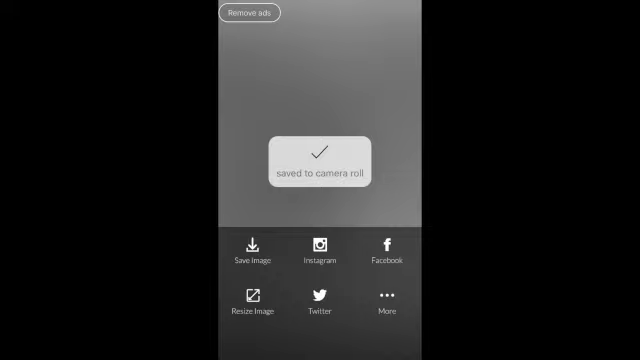 Remove ads
saved to camera roll
Save Image
Instagram
Facebook
Resize Image
Twitter
More